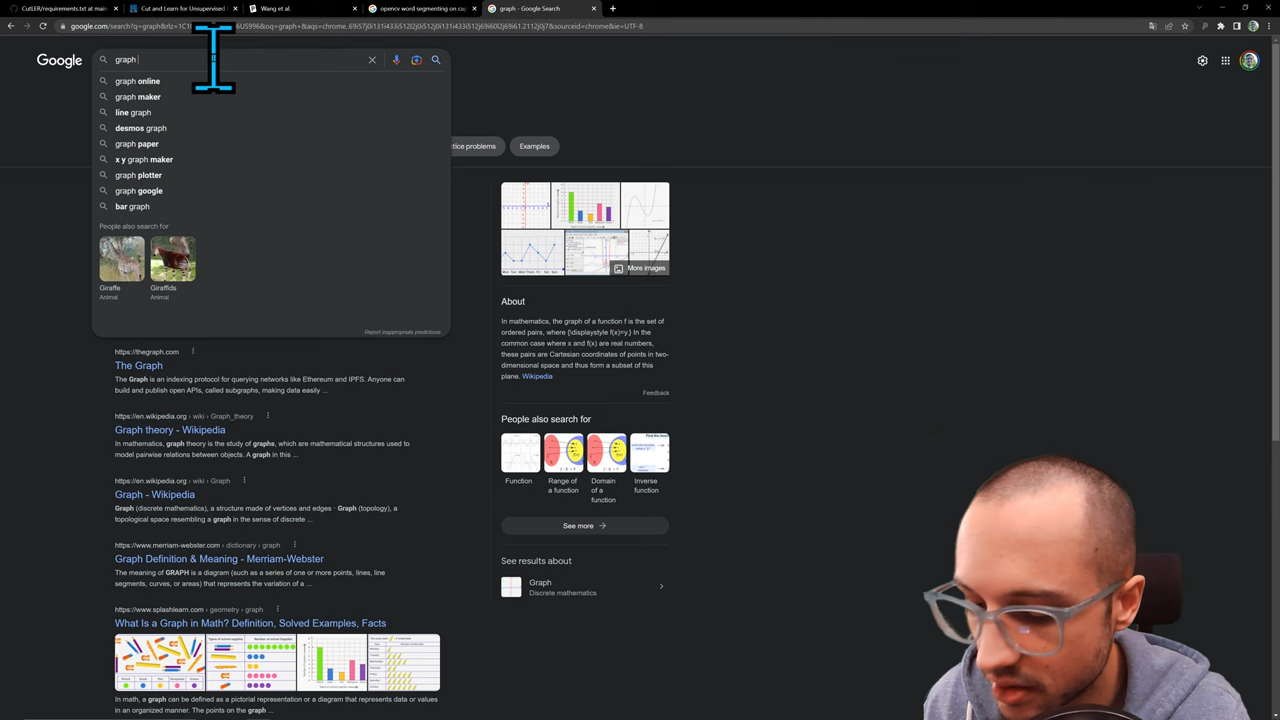 CutLER/requirements.txt at main
Cut and Learn for Unsupervised
Wang et al.
opencv word segmenting on cap
graph - Google Search
google.com/search?q=graph&rlz=
Google
graph
graph online
graph maker
line graph
desmos graph
graph paper
x y graph maker
graph plotter
graph google
bar graph
People also search for
Giraffe
Animal
Giraffids
Animal
Report inappropriate predictions
ctice problems
Examples
https://thegraph.com
The Graph
The Graph is an indexing protocol for querying networks like Ethereum and IPFS. Anyone can
build and publish open APIs, called subgraphs, making data easily ...
https://en.wikipedia.org › wiki › Graph_theory
Graph theory - Wikipedia
In mathematics, graph theory is the study of graphs, which are mathematical structures used to
model pairwise relations between objects. A graph in this ...
https://en.wikipedia.org › wiki › Graph
Graph - Wikipedia
Graph (discrete mathematics), a structure made of vertices and edges · Graph (topology), a
topological space resembling a graph in the sense of discrete ...
https://www.merriam-webster.com › dictionary › graph
Graph Definition & Meaning - Merriam-Webster
The meaning of GRAPH is a diagram (such as a series of one or more points, lines, line
segments, curves, or areas) that represents the variation of a ...
https://www.splashlearn.com › geometry › graph
What Is a Graph in Math? Definition, Solved Examples, Facts
In math, a graph can be defined as a pictorial representation or a diagram that represents data or values
in an organized manner. The points on the graph ...
More images
About
In mathematics, the graph of a function f is the set of
ordered pairs, where {\displaystyle f(x)=y.} In the
common case where x and f(x) are real numbers,
these pairs are Cartesian coordinates of points in two-
dimensional space and thus form a subset of this
plane. Wikipedia
Feedback
People also search for
Function
Range of
a function
Domain
of a
function
Inverse
function
See more
See results about
Graph
Discrete mathematics